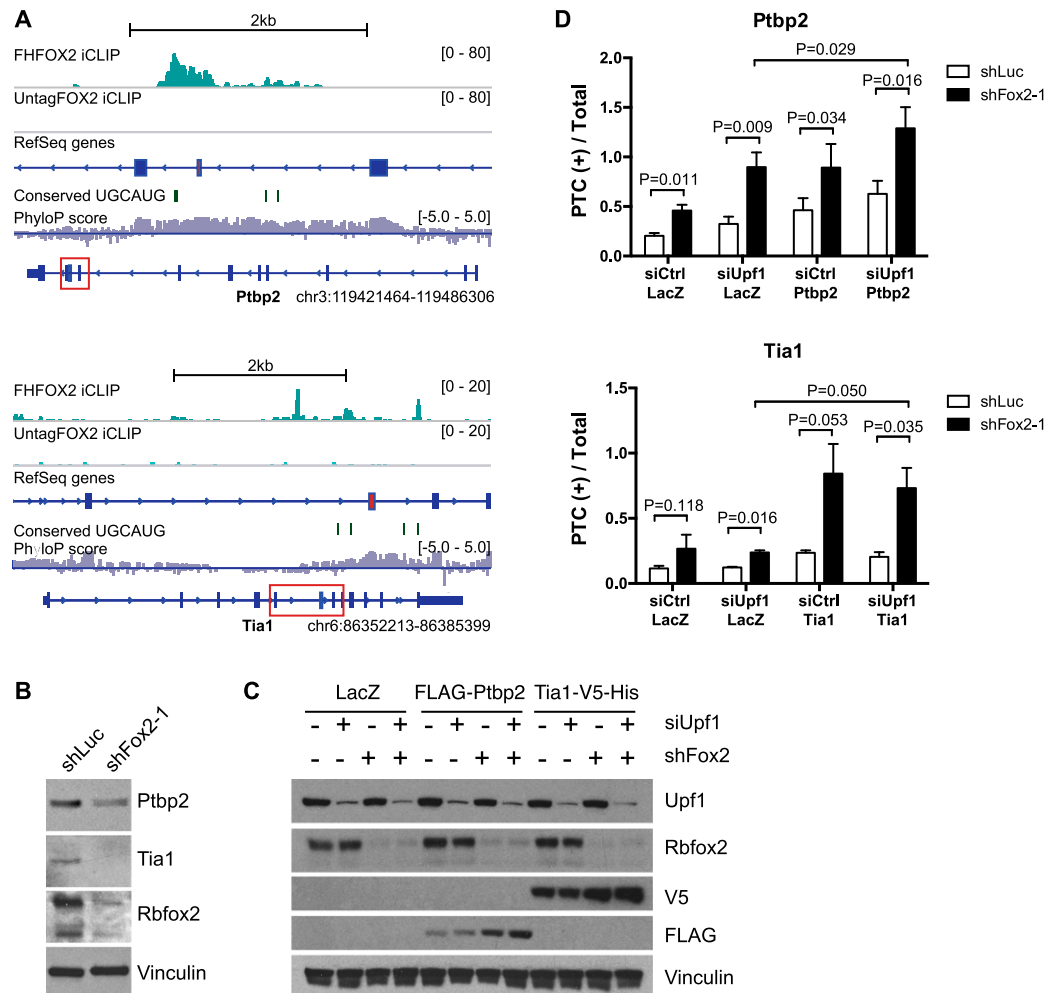 A
2kb
FHFOX2 iCLIP
[0 - 80]
UntagFOX2 iCLIP
[0 - 80]
RefSeq genes
Conserved UGCAUG
PhyloP score
[-5.0 - 5.0]
Ptbp2
chr3:119421464-119486306
2kb
FHFOX2 iCLIP
[0 - 20]
UntagFOX2 iCLIP
[0 - 20]
RefSeq genes
Conserved UGCAUG
PhyloP score
[-5.0 - 5.0]
Tia1
chr6:86352213-86385399
B
shLuc
shFox2-1
Ptbp2
Tia1
Rbfox2
Vinculin
C
LacZ FLAG-Ptbp2 Tia1-V5-His
- + - + - + - + - + - + siUpf1
- - + + - - + + - - + + shFox2
Upf1
Rbfox2
V5
FLAG
Vinculin
D
Ptbp2
PTC (+) / Total
2.0
1.5
1.0
0.5
0.0
P=0.011
P=0.009
P=0.034
P=0.016
P=0.029
shLuc
shFox2-1
siCtrl siUpf1 siCtrl siUpf1
LacZ LacZ Ptbp2 Ptbp2
Tia1
PTC (+) / Total
1.5
1.0
0.5
0.0
P=0.118
P=0.016
P=0.053
P=0.035
P=0.050
shLuc
shFox2-1
siCtrl siUpf1 siCtrl siUpf1
LacZ LacZ Tia1 Tia1